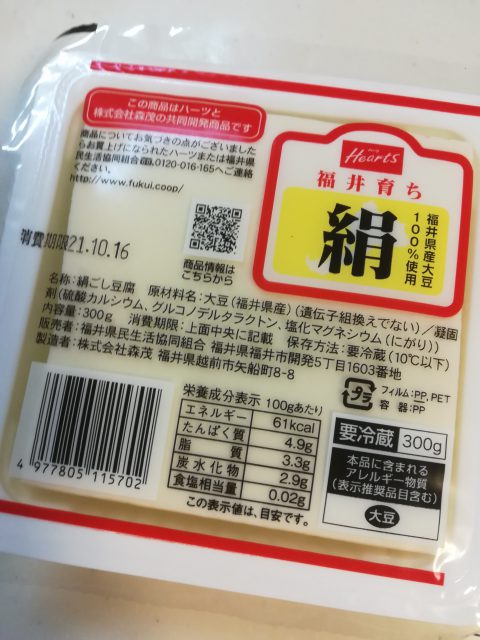 この商品はハーツと
株式会社森茂の共同開発商品です
商品についてお気づきの点がございました
らお買上げになられたハーツまたは福井県
民生活協同組合 0120-016-165へご連絡
ください。
http://www.fukui.coop/
Hearts
福井育ち
絹
福井県産大豆
100%使用
消費期限21.10.16
商品情報は
こちらから
名称:絹ごし豆腐 原材料名:大豆(福井県産)(遺伝子組換えでない)/凝固
剤(硫酸カルシウム、グルコノデルタラクトン、塩化マグネシウム(にがり))
内容量:300g 消費期限:上面中央に記載 保存方法:要冷蔵(10℃以下)
販売者:福井県民生活協同組合 福井県福井市開発5丁目1603番地
製造者:株式会社森茂 福井県越前市矢船町8-8
プラ
フィルム:PP, PET
容器:PP
栄養成分表示 100gあたり
エネルギー 61kcal
たんぱく質 4.9g
脂質 3.3g
炭水化物 2.9g
食塩相当量 0.02g
この表示値は、目安です。
要冷蔵 300g
本品に含まれる
アレルギー物質
(表示推奨品目含む)
大豆
4 977805 115702